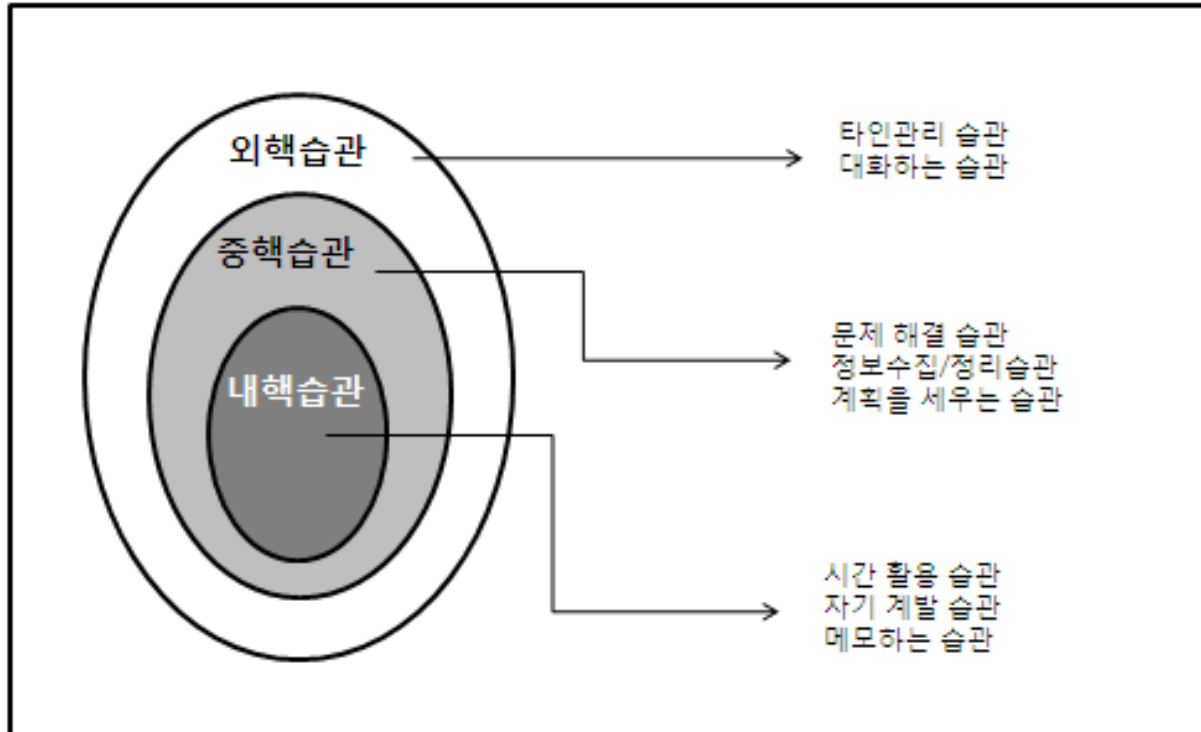 외핵습관
타인관리 습관
대화하는 습관
중핵습관
문제 해결 습관
정보수집/정리습관
계획을 세우는 습관
내핵습관
시간 활용 습관
자기 계발 습관
메모하는 습관